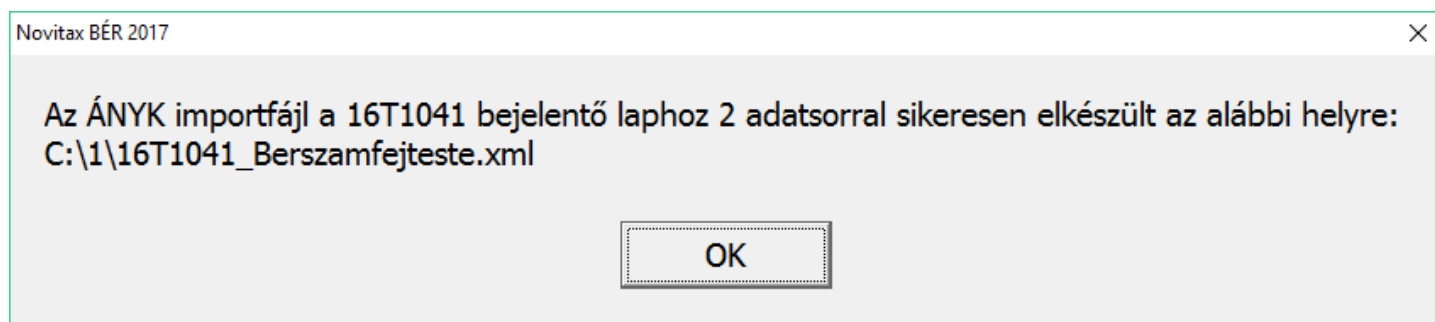 Novitax BÉR 2017
Az ÁNYK importfájl a 16T1041 bejelentő laphoz 2 adatsorral sikeresen elkészült az alábbi helyre:
C:\1\16T1041_Berszamfejteste.xml
OK